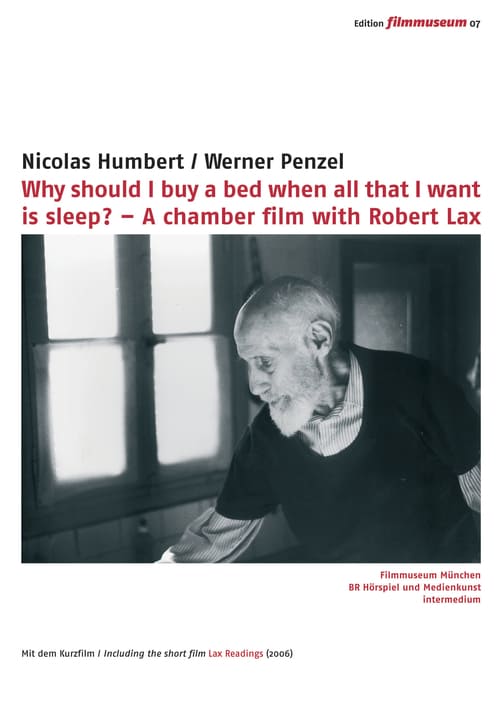 Edition filmmuseum 07
Nicolas Humbert / Werner Penzel
Why should I buy a bed when all that I want
is sleep? – A chamber film with Robert Lax
Filmmuseum München
BR Hörspiel und Medienkunst
intermedium
Mit dem Kurzfilm / Including the short film Lax Readings (2006)